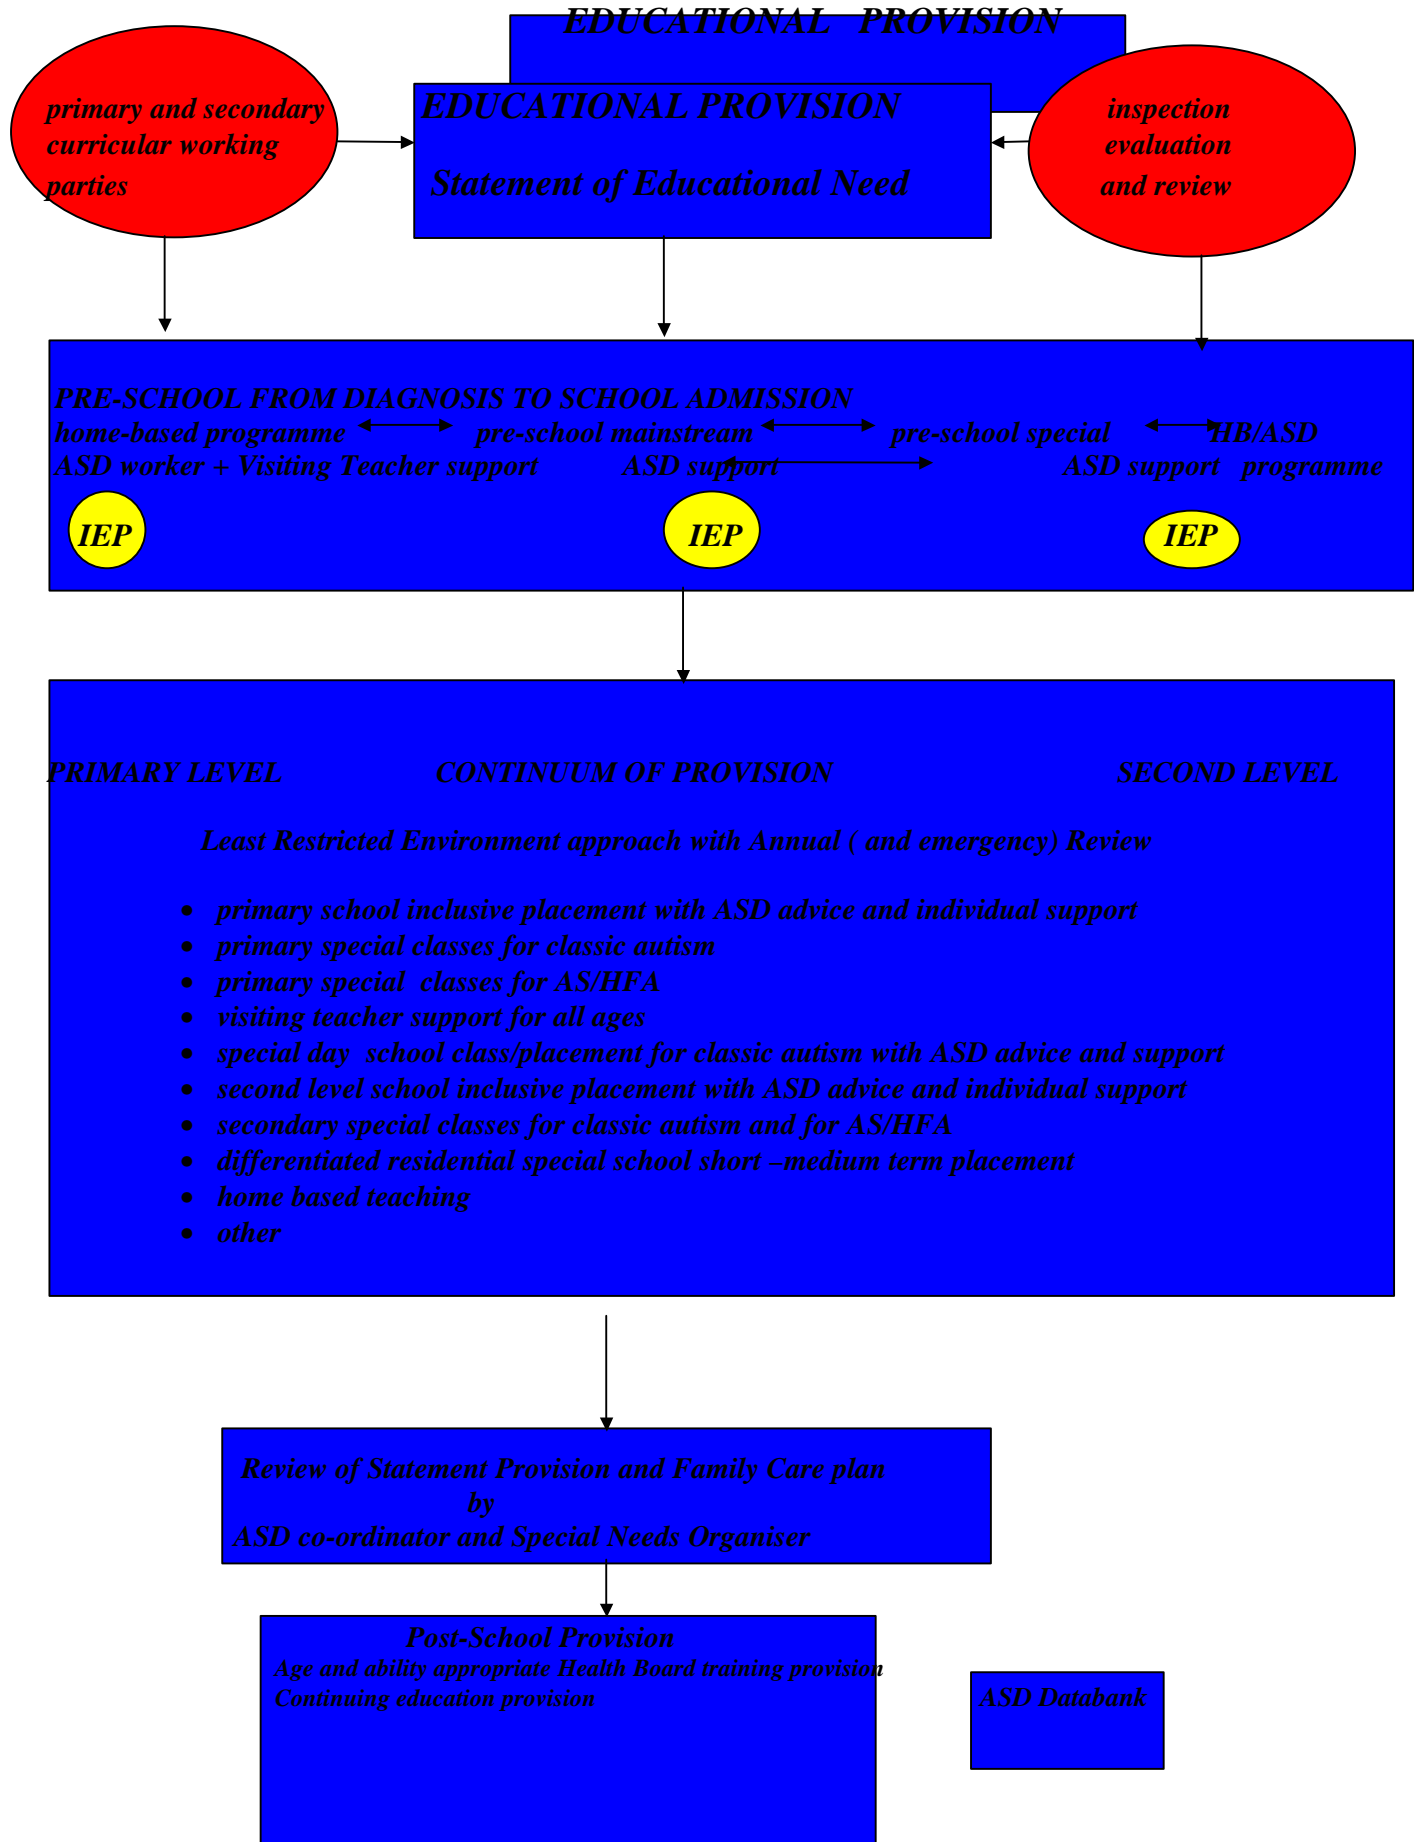 EDUCATIONAL PROVISION
primary and secondary
curricular working
parties
EDUCATIONAL PROVISION
Statement of Educational Need
inspection
evaluation
and review
PRE-SCHOOL FROM DIAGNOSIS TO SCHOOL ADMISSION
home-based programme pre-school mainstream pre-school special HB/ASD
ASD worker + Visiting Teacher support ASD support ASD support programme
IEP IEP IEP
PRIMARY LEVEL CONTINUUM OF PROVISION SECOND LEVEL
Least Restricted Environment approach with Annual ( and emergency) Review
• primary school inclusive placement with ASD advice and individual support
• primary special classes for classic autism
• primary special classes for AS/HFA
• visiting teacher support for all ages
• special day school class/placement for classic autism with ASD advice and support
• second level school inclusive placement with ASD advice and individual support
• secondary special classes for classic autism and for AS/HFA
• differentiated residential special school short –medium term placement
• home based teaching
• other
Review of Statement Provision and Family Care plan
by
ASD co-ordinator and Special Needs Organiser
Post-School Provision
Age and ability appropriate Health Board training provision
Continuing education provision
ASD Databank